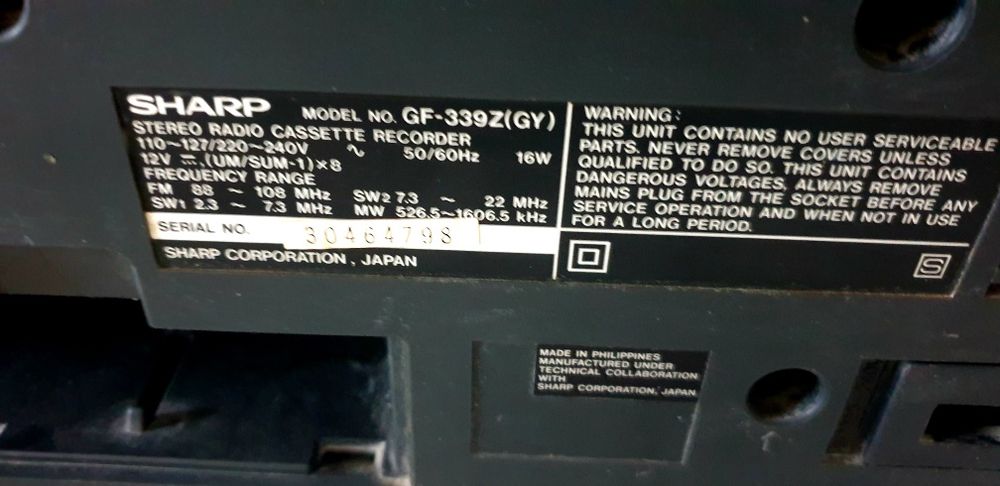 SHARP MODEL NO. GF-339Z(GY)
STEREO RADIO CASSETTE RECORDER
110~127/220~240V ∿ 50/60Hz 16W
12V ⎓.(UM/SUM-1)×8
FREQUENCY RANGE
FM 88 ~ 108 MHz SW2 7.3 ~ 22 MHz
SW1 2.3 ~ 7.3 MHz MW 526.5~1606.5 kHz
SERIAL NO. 30464798
SHARP CORPORATION, JAPAN
WARNING:
THIS UNIT CONTAINS NO USER SERVICEABLE
PARTS. NEVER REMOVE COVERS UNLESS
QUALIFIED TO DO SO. THIS UNIT CONTAINS
DANGEROUS VOLTAGES. ALWAYS REMOVE
MAINS PLUG FROM THE SOCKET BEFORE ANY
SERVICE OPERATION AND WHEN NOT IN USE
FOR A LONG PERIOD.
S
MADE IN PHILIPPINES
MANUFACTURED UNDER
TECHNICAL COLLABORATION
WITH
SHARP CORPORATION, JAPAN